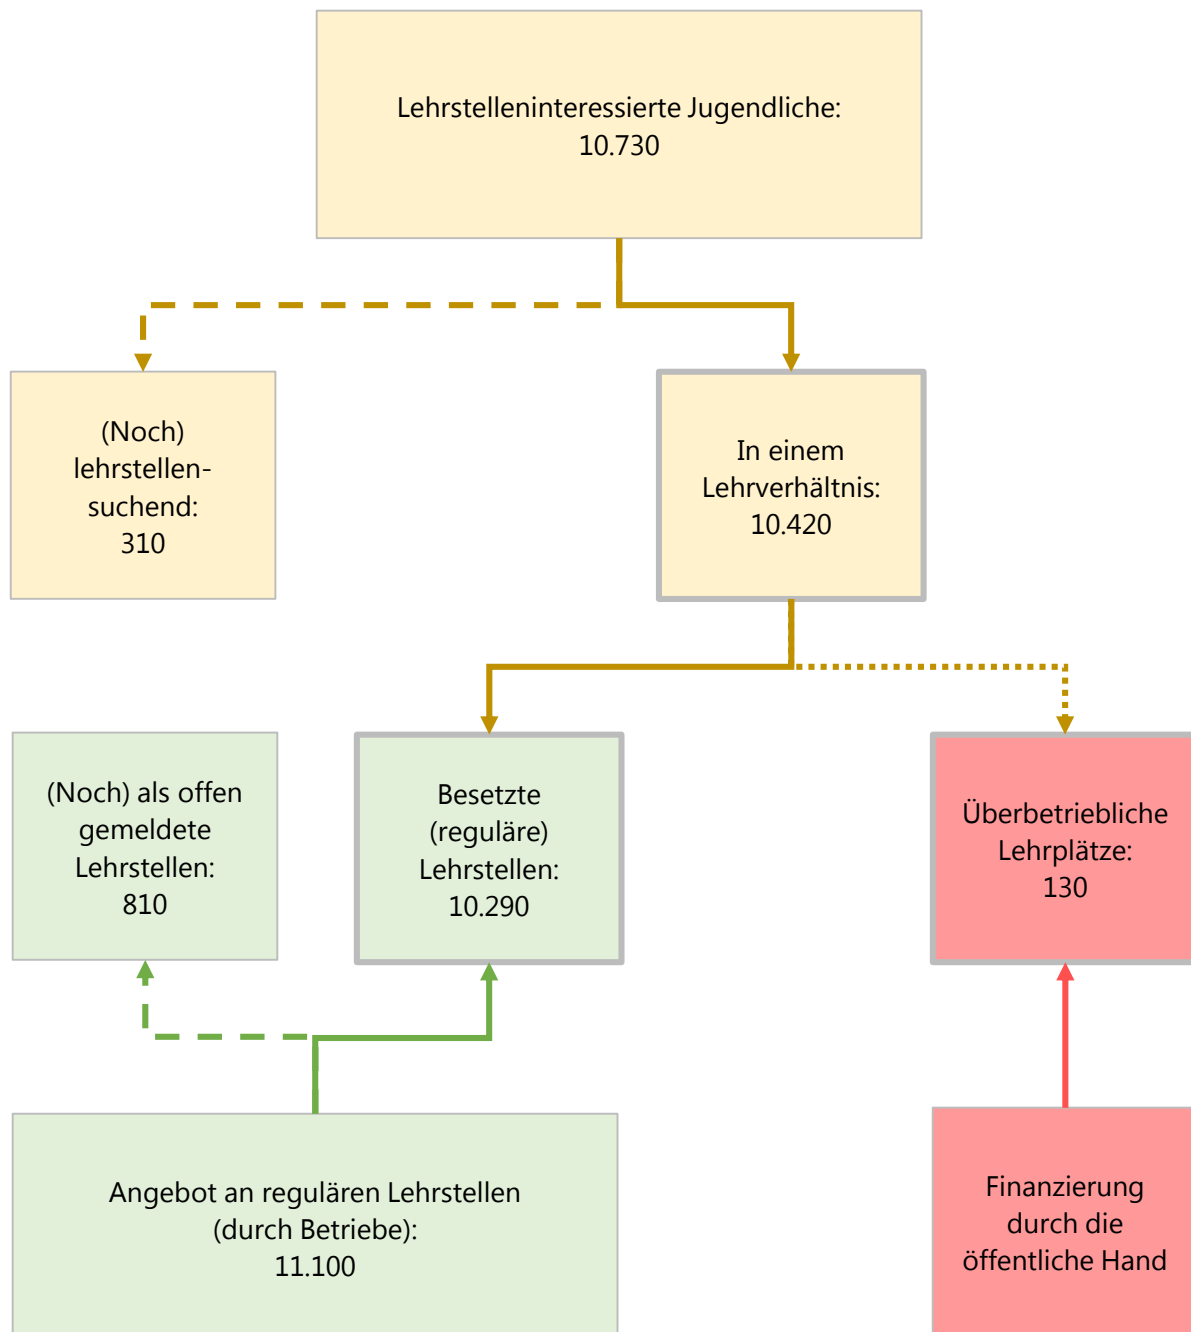 Lehrstelleninteressierte Jugendliche:
10.730
(Noch)
lehrstellen-
suchend:
310
In einem
Lehrverhältnis:
10.420
(Noch) als offen
gemeldete
Lehrstellen:
810
Besetzte
(reguläre)
Lehrstellen:
10.290
Überbetriebliche
Lehrplätze:
130
Angebot an regulären Lehrstellen
(durch Betriebe):
11.100
Finanzierung
durch die
öffentliche Hand